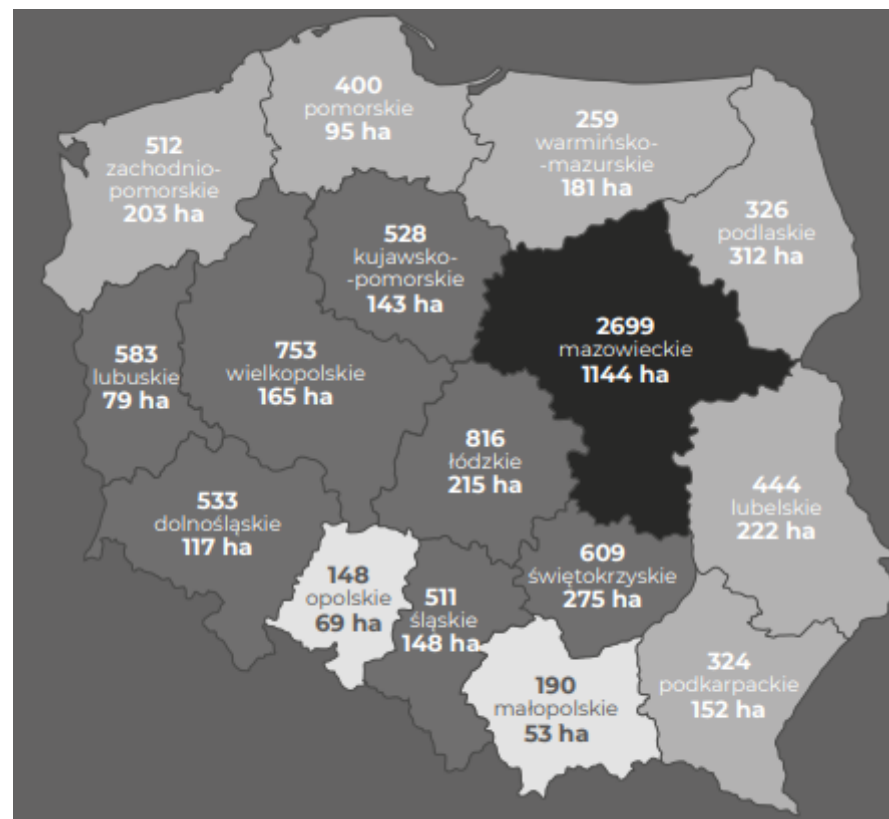 400
pomorskie
95 ha
259
warmińsko-
-mazurskie
181 ha
512
zachodnio-
pomorskie
203 ha
326
podlaskie
312 ha
528
kujawsko-
-pomorskie
143 ha
2699
mazowieckie
1144 ha
583
lubuskie
79 ha
753
wielkopolskie
165 ha
816
łódzkie
215 ha
444
lubelskie
222 ha
533
dolnośląskie
117 ha
609
świętokrzyskie
275 ha
148
opolskie
69 ha
511
śląskie
148 ha
324
podkarpackie
152 ha
190
małopolskie
53 ha